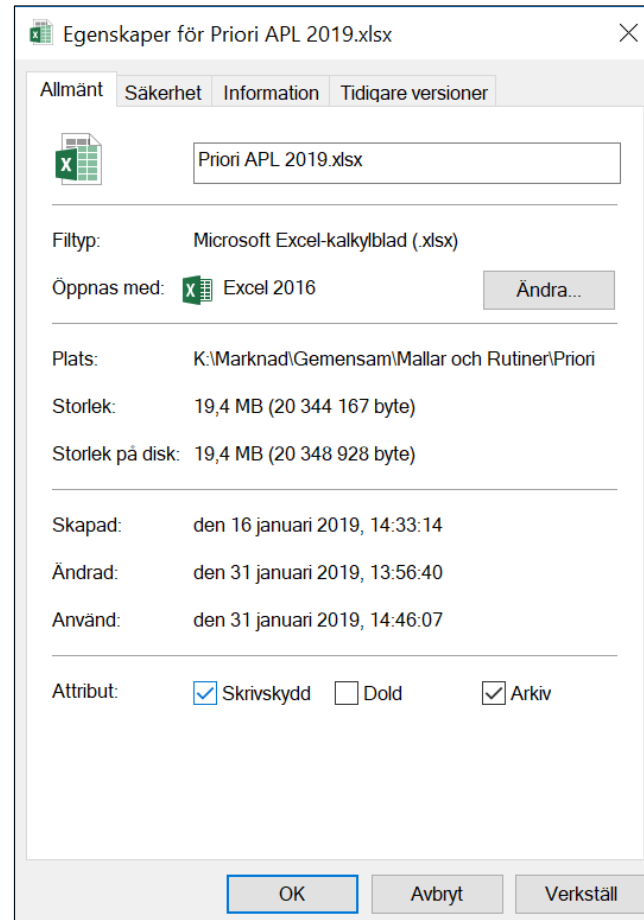 Egenskaper för Priori APL 2019.xlsx
Allmänt Säkerhet Information Tidigare versioner
Priori APL 2019.xlsx
Filtyp: Microsoft Excel-kalkylblad (.xlsx)
Öppnas med: Excel 2016 Ändra...
Plats: K:\Marknad\Gemensam\Mallar och Rutiner\Priori
Storlek: 19,4 MB (20 344 167 byte)
Storlek på disk: 19,4 MB (20 348 928 byte)
Skapad: den 16 januari 2019, 14:33:14
Ändrad: den 31 januari 2019, 13:56:40
Använd: den 31 januari 2019, 14:46:07
Attribut: Skrivskydd Dold Arkiv
OK Avbryt Verkställ